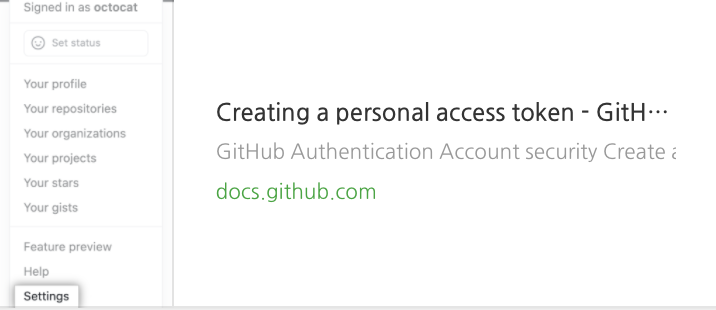 Signed in as octocat
Set status
Your profile
Your repositories
Your organizations
Your projects
Your stars
Your gists
Feature preview
Help
Settings
Creating a personal access token - GitH…
GitHub Authentication Account security Create
docs.github.com